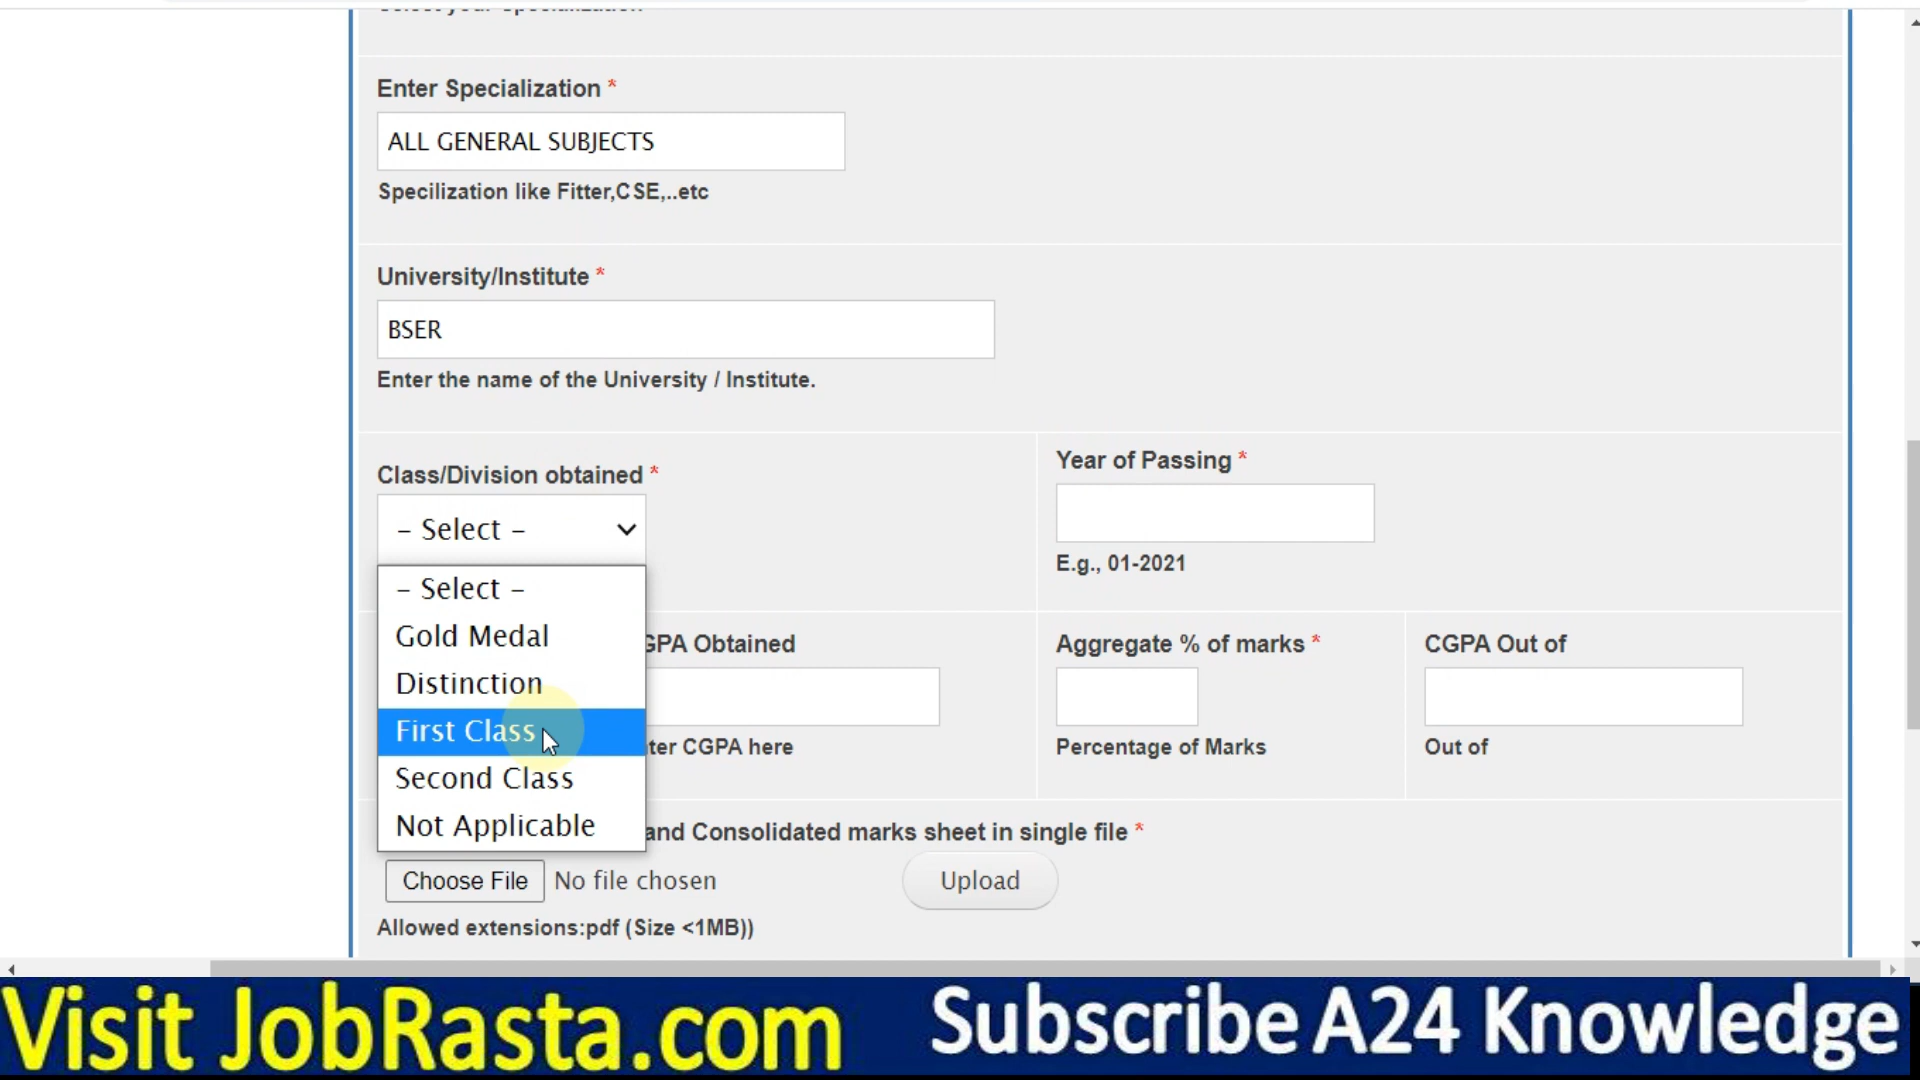 Enter Specialization *
ALL GENERAL SUBJECTS
Specilization like Fitter,CSE,..etc
University/Institute *
BSER
Enter the name of the University / Institute.
Class/Division obtained *
Year of Passing *
– Select –
E.g., 01-2021
– Select –
Gold Medal
Distinction
First Class
Second Class
Not Applicable
GPA Obtained
Aggregate % of marks *
CGPA Out of
ter CGPA here
Percentage of Marks
Out of
and Consolidated marks sheet in single file *
Choose File No file chosen
Upload
Allowed extensions:pdf (Size <1MB))
Visit JobRasta.com
Subscribe A24 Knowledge